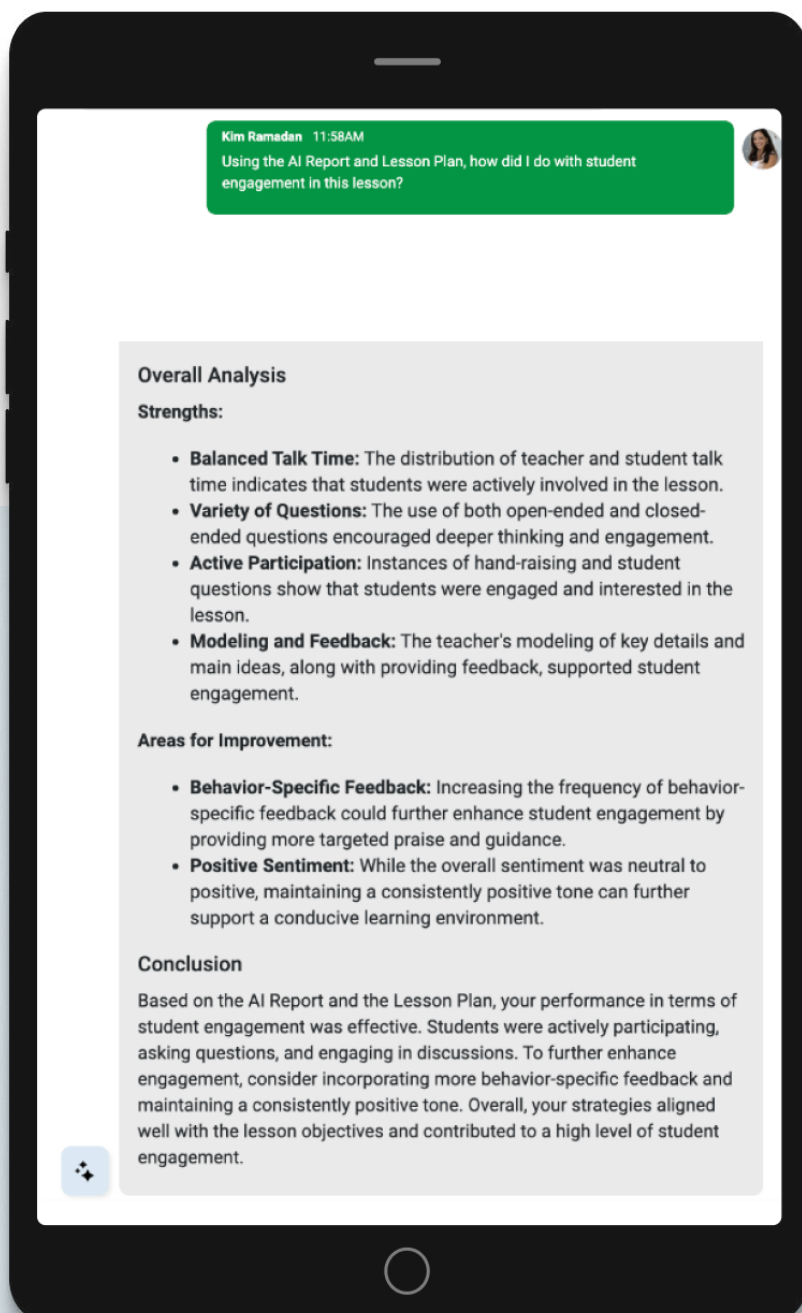 Kim Ramadan 11:58AM
Using the AI Report and Lesson Plan, how did I do with student
engagement in this lesson?
Overall Analysis
Strengths:
• Balanced Talk Time: The distribution of teacher and student talk
time indicates that students were actively involved in the lesson.
• Variety of Questions: The use of both open-ended and closed-
ended questions encouraged deeper thinking and engagement.
• Active Participation: Instances of hand-raising and student
questions show that students were engaged and interested in the
lesson.
• Modeling and Feedback: The teacher's modeling of key details and
main ideas, along with providing feedback, supported student
engagement.
Areas for Improvement:
• Behavior-Specific Feedback: Increasing the frequency of behavior-
specific feedback could further enhance student engagement by
providing more targeted praise and guidance.
• Positive Sentiment: While the overall sentiment was neutral to
positive, maintaining a consistently positive tone can further
support a conducive learning environment.
Conclusion
Based on the AI Report and the Lesson Plan, your performance in terms of
student engagement was effective. Students were actively participating,
asking questions, and engaging in discussions. To further enhance
engagement, consider incorporating more behavior-specific feedback and
maintaining a consistently positive tone. Overall, your strategies aligned
well with the lesson objectives and contributed to a high level of student
engagement.